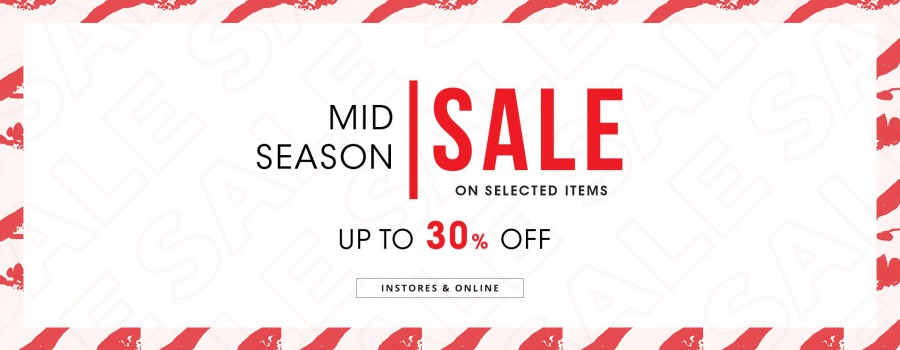 MID
SEASON
SALE
ON SELECTED ITEMS
UP TO 30% OFF
INSTORES & ONLINE